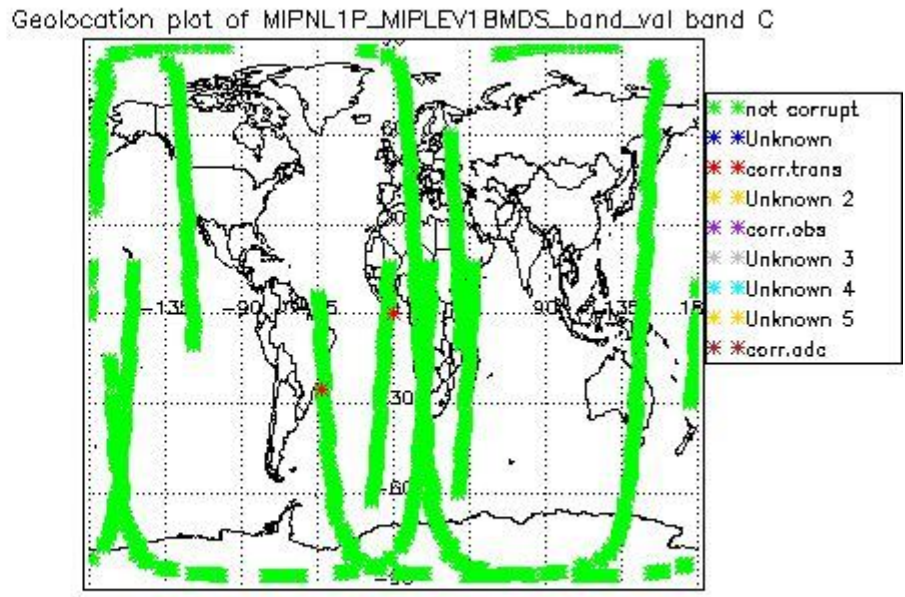 Geolocation plot of MIPNL1P_MIPLEV1BMDS_band_val band C
not corrupt
Unknown
corr.trans
Unknown 2
corr.obs
Unknown 3
Unknown 4
Unknown 5
corr.adc
-135
-90
90
135
30
-60